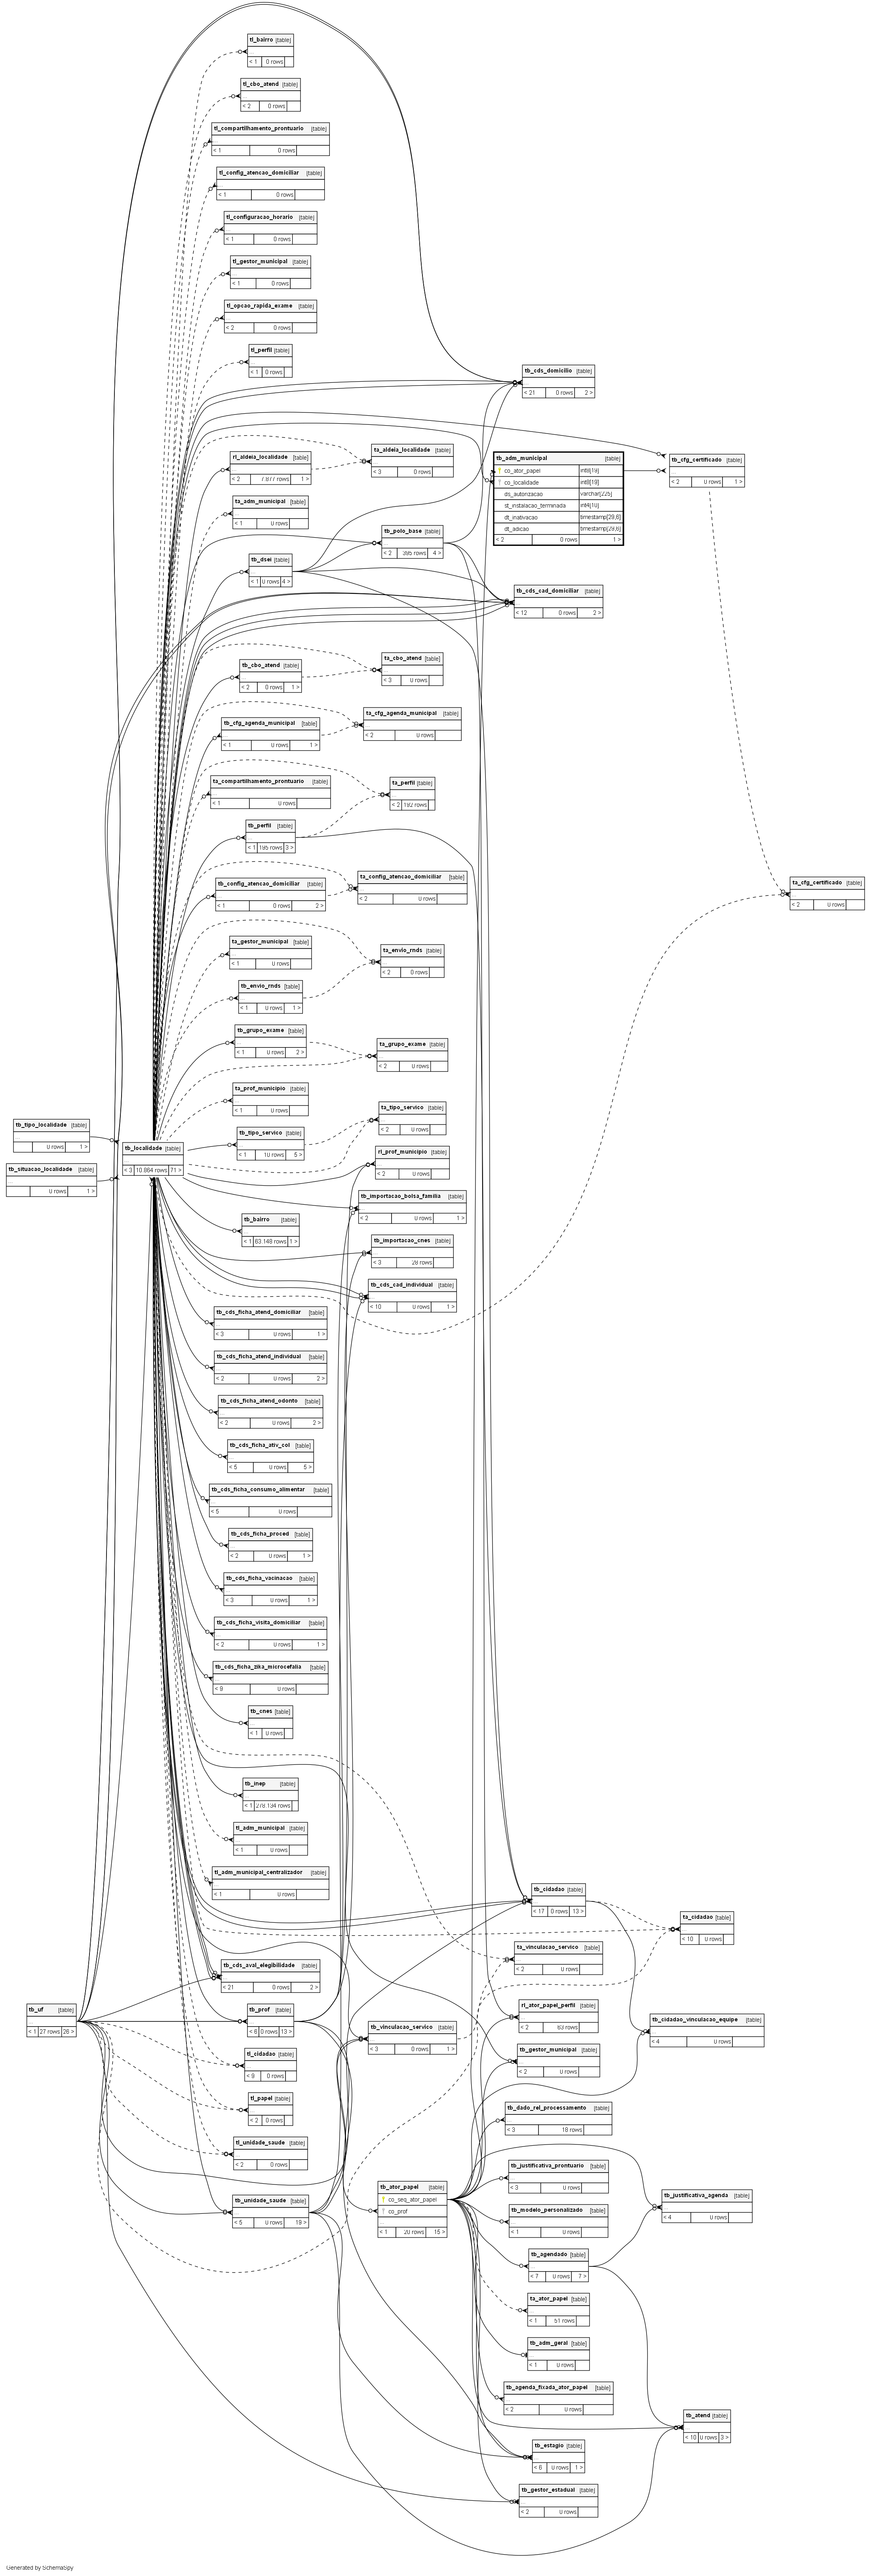 tl_bairro [table]
...
< 1 0 rows
tl_cbo_atend [table]
...
< 2 0 rows
tl_compartilhamento_prontuario [table]
...
< 1 0 rows
tl_config_atencao_domiciliar [table]
...
< 1 0 rows
tl_configuracao_horario [table]
...
< 1 0 rows
tl_gestor_municipal [table]
...
< 1 0 rows
tl_opcao_rapida_exame [table]
...
< 2 0 rows
tl_perfil [table]
...
< 1 0 rows
tb_cds_domicilio [table]
...
< 21 0 rows 2 >
rl_aldeia_localidade [table]
...
< 2 7.877 rows 1 >
ta_aldeia_localidade [table]
...
< 3 0 rows
tb_adm_municipal [table]
co_ator_papel int8[19]
co_localidade int8[19]
ds_autorizacao varchar[225]
st_instalacao_terminada int4[10]
dt_inativacao timestamp[29,6]
dt_adicao timestamp[29,6]
< 2 0 rows 1 >
tb_cfg_certificado [table]
...
< 2 0 rows 1 >
ta_adm_municipal [table]
...
< 1 0 rows
tb_polo_base [table]
...
< 2 395 rows 4 >
tb_dsei [table]
...
< 1 0 rows 4 >
tb_cds_cad_domiciliar [table]
...
< 12 0 rows 2 >
tb_cbo_atend [table]
...
< 2 0 rows 1 >
ta_cbo_atend [table]
...
< 3 0 rows
tb_cfg_agenda_municipal [table]
...
< 1 0 rows 1 >
ta_cfg_agenda_municipal [table]
...
< 2 0 rows
ta_compartilhamento_prontuario [table]
...
< 1 0 rows
ta_perfil [table]
...
< 2 192 rows
tb_perfil [table]
...
< 1 195 rows 3 >
tb_config_atencao_domiciliar [table]
...
< 1 0 rows 2 >
ta_config_atencao_domiciliar [table]
...
< 2 0 rows
ta_cfg_certificado [table]
...
< 2 0 rows
ta_gestor_municipal [table]
...
< 1 0 rows
ta_envio_rnds [table]
...
< 2 0 rows
tb_envio_rnds [table]
...
< 1 0 rows 1 >
tb_grupo_exame [table]
...
< 1 0 rows 2 >
ta_grupo_exame [table]
...
< 2 0 rows
ta_prof_municipio [table]
...
< 1 0 rows
tb_tipo_localidade [table]
...
0 rows 1 >
tb_tipo_servico [table]
...
< 1 10 rows 5 >
ta_tipo_servico [table]
...
< 2 0 rows
tb_localidade [table]
...
< 3 10.864 rows 71 >
tb_situacao_localidade [table]
...
0 rows 1 >
rl_prof_municipio [table]
...
< 2 0 rows
tb_importacao_bolsa_familia [table]
...
< 2 0 rows 1 >
tb_bairro [table]
...
< 1 63.149 rows 1 >
tb_importacao_cnes [table]
...
< 3 28 rows
tb_cds_cad_individual [table]
...
< 10 0 rows 1 >
tb_cds_ficha_atend_domiciliar [table]
...
< 3 0 rows 1 >
tb_cds_ficha_atend_individual [table]
...
< 2 0 rows 2 >
tb_cds_ficha_atend_odonto [table]
...
< 2 0 rows 2 >
tb_cds_ficha_ativ_col [table]
...
< 5 0 rows 5 >
tb_cds_ficha_consumo_alimentar [table]
...
< 5 0 rows
tb_cds_ficha_proced [table]
...
< 2 0 rows 1 >
tb_cds_ficha_vacinacao [table]
...
< 3 0 rows 1 >
tb_cds_ficha_visita_domiciliar [table]
...
< 2 0 rows 1 >
tb_cds_ficha_zika_microcefalia [table]
...
< 9 0 rows
tb_cnes [table]
...
< 1 0 rows
tb_inep [table]
...
< 1 278.134 rows
tl_adm_municipal [table]
...
< 1 0 rows
tl_adm_municipal_centralizador [table]
...
< 1 0 rows
tb_cidadao [table]
...
< 17 0 rows 13 >
ta_cidadao [table]
...
< 10 0 rows
ta_vinculacao_servico [table]
...
< 2 0 rows
tb_cds_aval_elegibilidade [table]
...
< 21 0 rows 2 >
tb_uf [table]
...
< 1 27 rows 26 >
tb_prof [table]
...
< 6 0 rows 13 >
rl_ator_papel_perfil [table]
...
< 2 63 rows
tb_cidadao_vinculacao_equipe [table]
...
< 4 0 rows
tb_vinculacao_servico [table]
...
< 3 0 rows 1 >
tl_cidadao [table]
...
< 9 0 rows
tb_gestor_municipal [table]
...
< 2 0 rows
tl_papel [table]
...
< 2 0 rows
tb_dado_rel_processamento [table]
...
< 3 18 rows
tl_unidade_saude [table]
...
< 2 0 rows
tb_justificativa_prontuario [table]
...
< 3 0 rows
tb_ator_papel [table]
co_seq_ator_papel
co_prof
...
< 1 20 rows 15 >
tb_unidade_saude [table]
...
< 5 0 rows 19 >
tb_justificativa_agenda [table]
...
< 4 0 rows
tb_modelo_personalizado [table]
...
< 1 0 rows
tb_agendado [table]
...
< 7 0 rows 7 >
ta_ator_papel [table]
...
< 1 61 rows
tb_adm_geral [table]
...
< 1 0 rows
tb_agenda_fixada_ator_papel [table]
...
< 2 0 rows
tb_atend [table]
...
< 10 0 rows 3 >
tb_estagio [table]
...
< 6 0 rows 1 >
tb_gestor_estadual [table]
...
< 2 0 rows
Generated by SchemaSpy